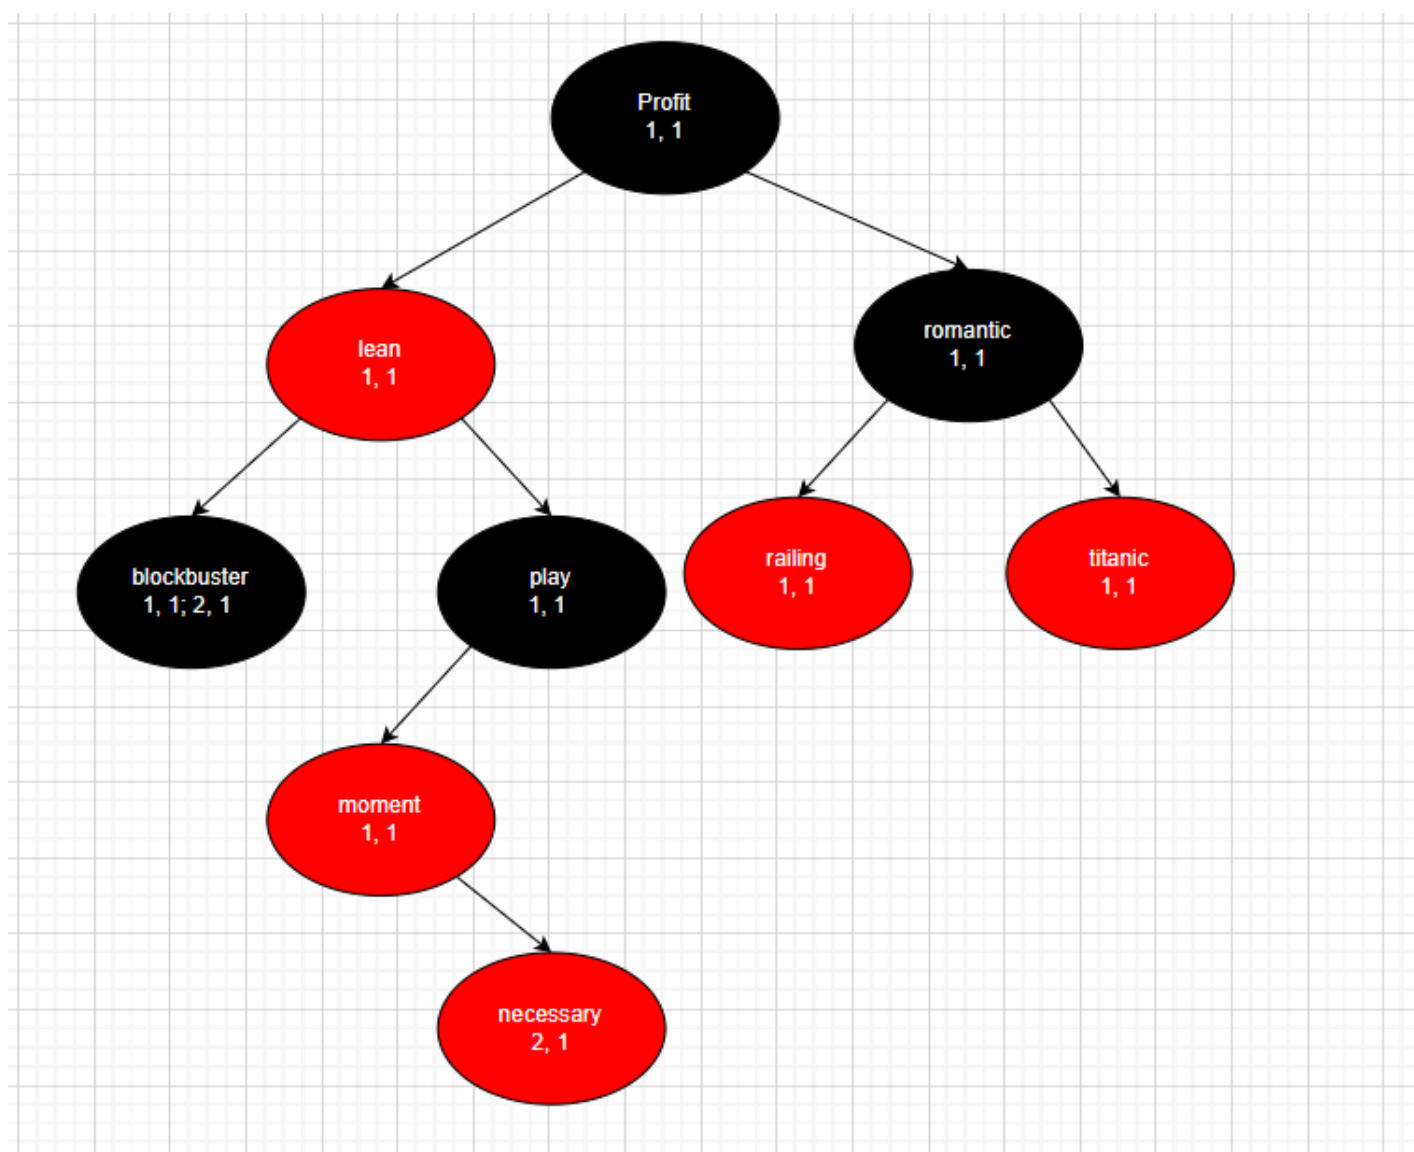 Profit
1, 1
lean
1, 1
romantic
1, 1
blockbuster
1, 1; 2, 1
play
1, 1
railing
1, 1
titanic
1, 1
moment
1, 1
necessary
2, 1